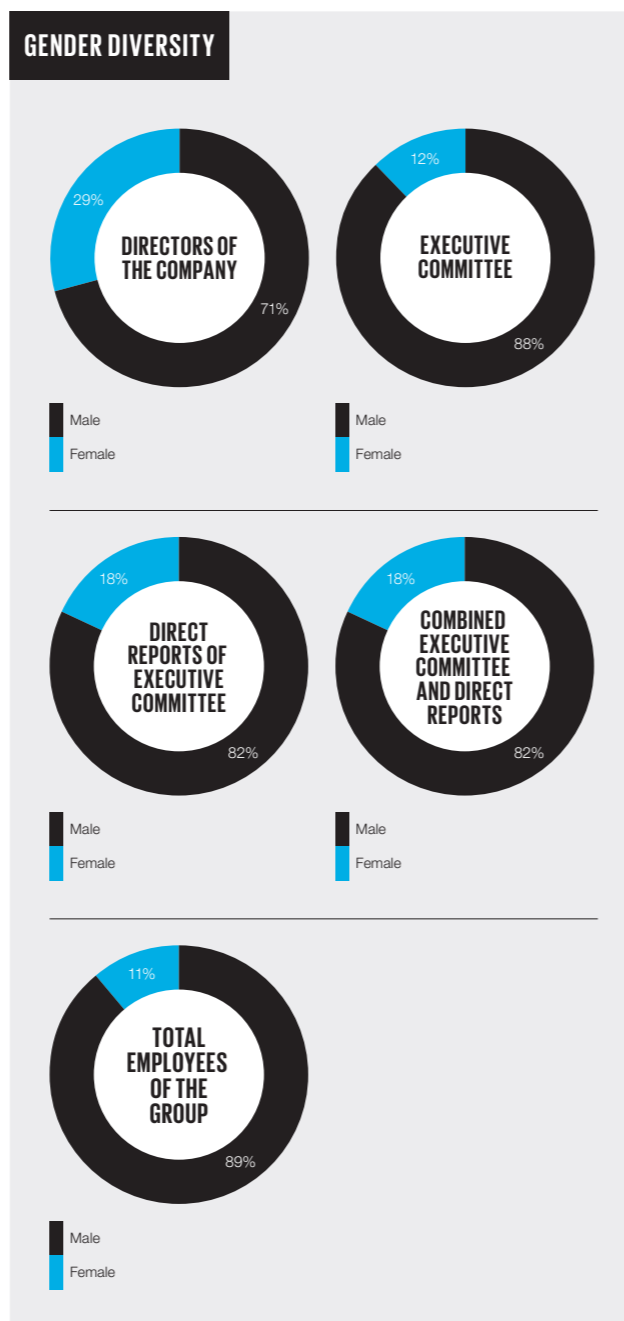 GENDER DIVERSITY
29%
DIRECTORS OF
THE COMPANY
71%
Male
Female
12%
EXECUTIVE
COMMITTEE
88%
Male
Female
18%
DIRECT
REPORTS OF
EXECUTIVE
COMMITTEE
82%
Male
Female
18%
COMBINED
EXECUTIVE
COMMITTEE
AND DIRECT
REPORTS
82%
Male
Female
11%
TOTAL
EMPLOYEES
OF THE
GROUP
89%
Male
Female